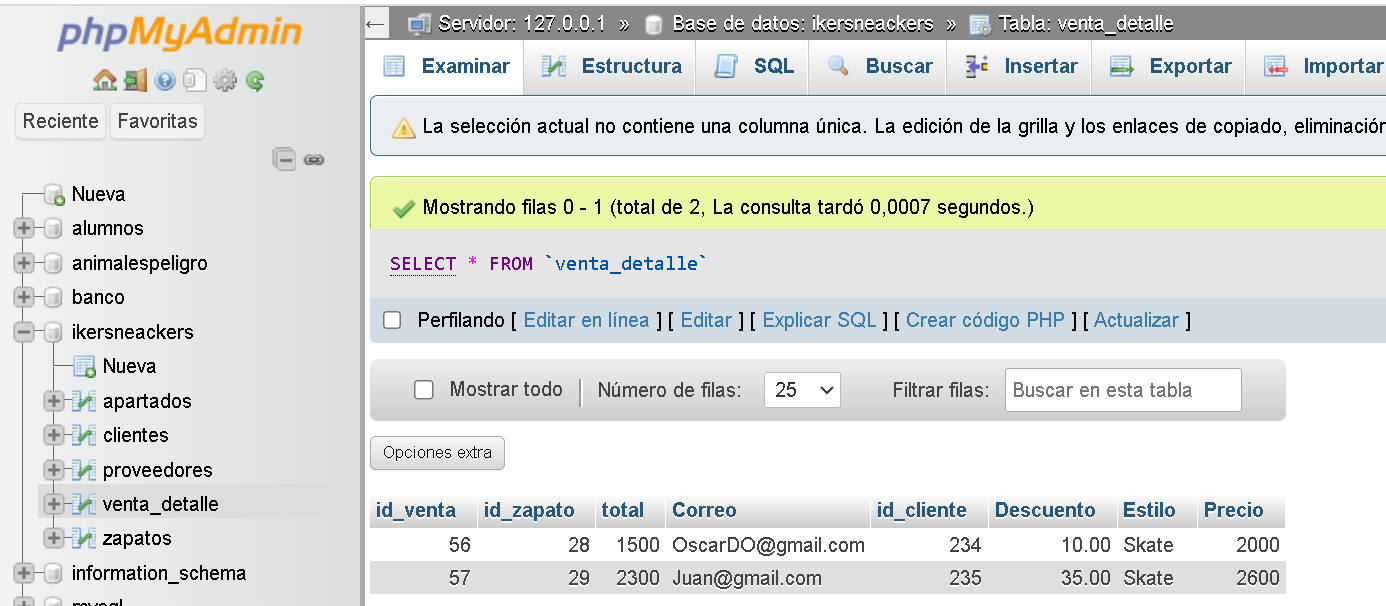 phpMyAdmin
Reciente Favoritas
Nueva
alumnos
animalespeligro
banco
ikersneackers
Nueva
apartados
clientes
proveedores
venta_detalle
zapatos
information_schema
mysql
← Servidor: 127.0.0.1 » Base de datos: ikersneackers » Tabla: venta_detalle
Examinar Estructura SQL Buscar Insertar Exportar Importar
La selección actual no contiene una columna única. La edición de la grilla y los enlaces de copiado, eliminación
Mostrando filas 0 - 1 (total de 2, La consulta tardó 0,0007 segundos.)
SELECT * FROM `venta_detalle`
Perfilando [ Editar en línea ] [ Editar ] [ Explicar SQL ] [ Crear código PHP ] [ Actualizar ]
Mostrar todo | Número de filas: 25 Filtrar filas: Buscar en esta tabla
Opciones extra
id_venta id_zapato total Correo id_cliente Descuento Estilo Precio
56 28 1500 OscarDO@gmail.com 234 10.00 Skate 2000
57 29 2300 Juan@gmail.com 235 35.00 Skate 2600